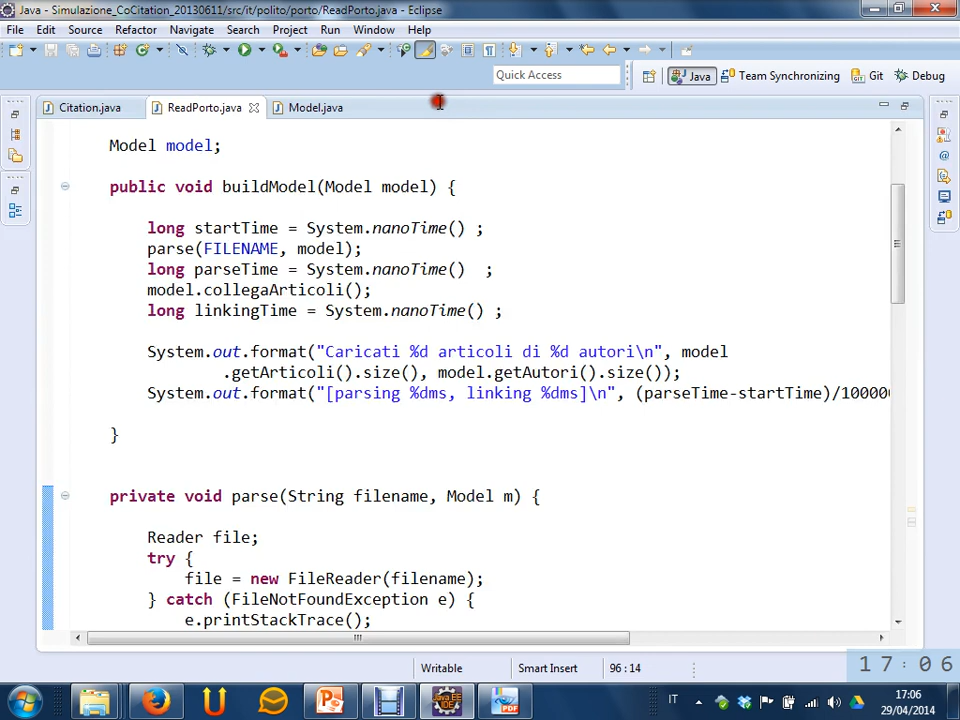 Java - Simulazione_CoCitation_20130611/src/it/polito/porto/ReadPorto.java - Eclipse
File Edit Source Refactor Navigate Search Project Run Window Help
Quick Access
Java
Team Synchronizing
Git
Debug
Citation.java
ReadPorto.java
Model.java
Model model;
public void buildModel(Model model) {
long startTime = System.nanoTime() ;
parse(FILENAME, model);
long parseTime = System.nanoTime()  ;
model.collegaArticoli();
long linkingTime = System.nanoTime() ;
System.out.format("Caricati %d articoli di %d autori\n", model
.getArticoli().size(), model.getAutori().size());
System.out.format("[parsing %dms, linking %dms]\n", (parseTime-startTime)/100000
}
private void parse(String filename, Model m) {
Reader file;
try {
file = new FileReader(filename);
} catch (FileNotFoundException e) {
e.printStackTrace();
Writable
Smart Insert
96 : 14
17:06
IT
17:06
29/04/2014